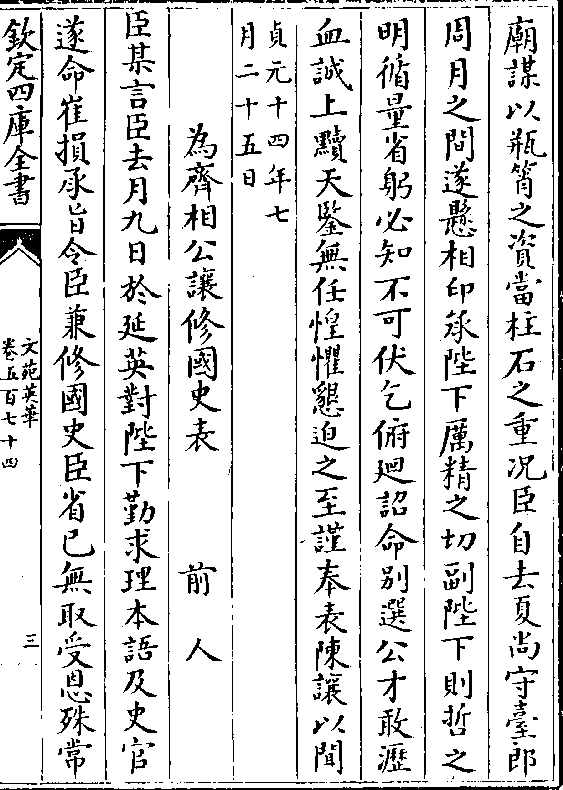 廟謀以瓶筲之資當柱石之重况臣自去夏尚守臺郎
周月之間遂懸相印承陛下厲精之切副陛下則哲之
明循量省躬必知不可伏乞俯廻詔命别選公才敢瀝
血誠上黷天鑒無任惶懼懇迫之至謹奉表陳讓以聞
貞元十四年七
月二十五日
為齊相公讓修國史表 前人
臣某言臣去月九日於延英對陛下勤求理本語及史官
遂命崔損承旨令臣兼修國史臣省已無取受恩殊常
欽定四庫全書
文苑英華
卷五百七十四
三